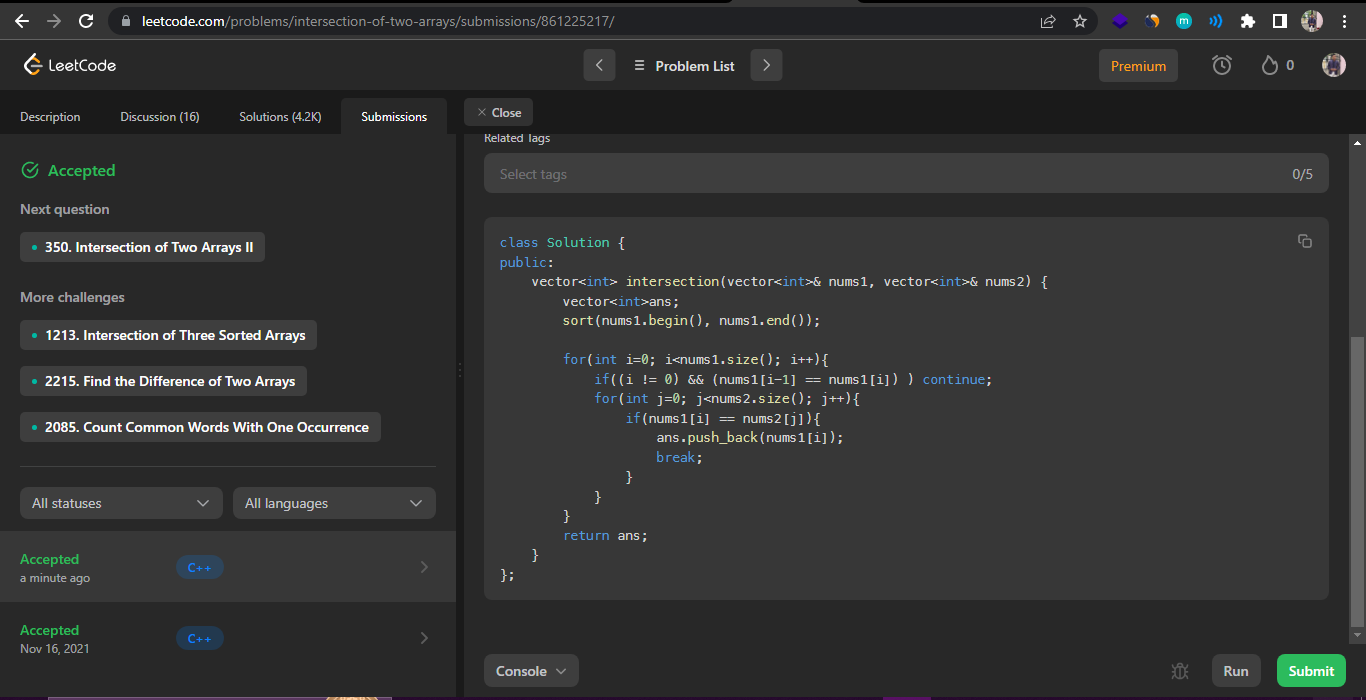 leetcode.com/problems/intersection-of-two-arrays/submissions/861225217/
m
LeetCode
Problem List
Premium
0
Description
Discussion (16)
Solutions (4.2K)
Submissions
Close
Accepted
Next question
350. Intersection of Two Arrays II
More challenges
1213. Intersection of Three Sorted Arrays
2215. Find the Difference of Two Arrays
2085. Count Common Words With One Occurrence
All statuses
All languages
Accepted
a minute ago
C++
Accepted
Nov 16, 2021
C++
Related Tags
Select tags
0/5
class Solution {
public:
    vector<int> intersection(vector<int>& nums1, vector<int>& nums2) {
        vector<int>ans;
        sort(nums1.begin(), nums1.end());
        for(int i=0; i<nums1.size(); i++){
            if((i != 0) && (nums1[i-1] == nums1[i]) ) continue;
            for(int j=0; j<nums2.size(); j++){
                if(nums1[i] == nums2[j]){
                    ans.push_back(nums1[i]);
                    break;
                }
            }
        }
        return ans;
    }
};
Console
Run
Submit